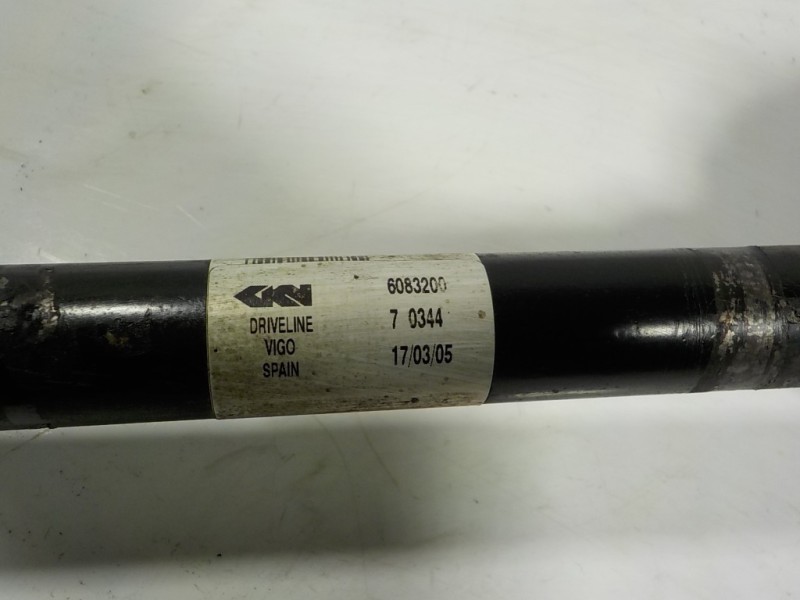 GKN
DRIVELINE
VIGO
SPAIN
6083200
7 0344
17/03/05